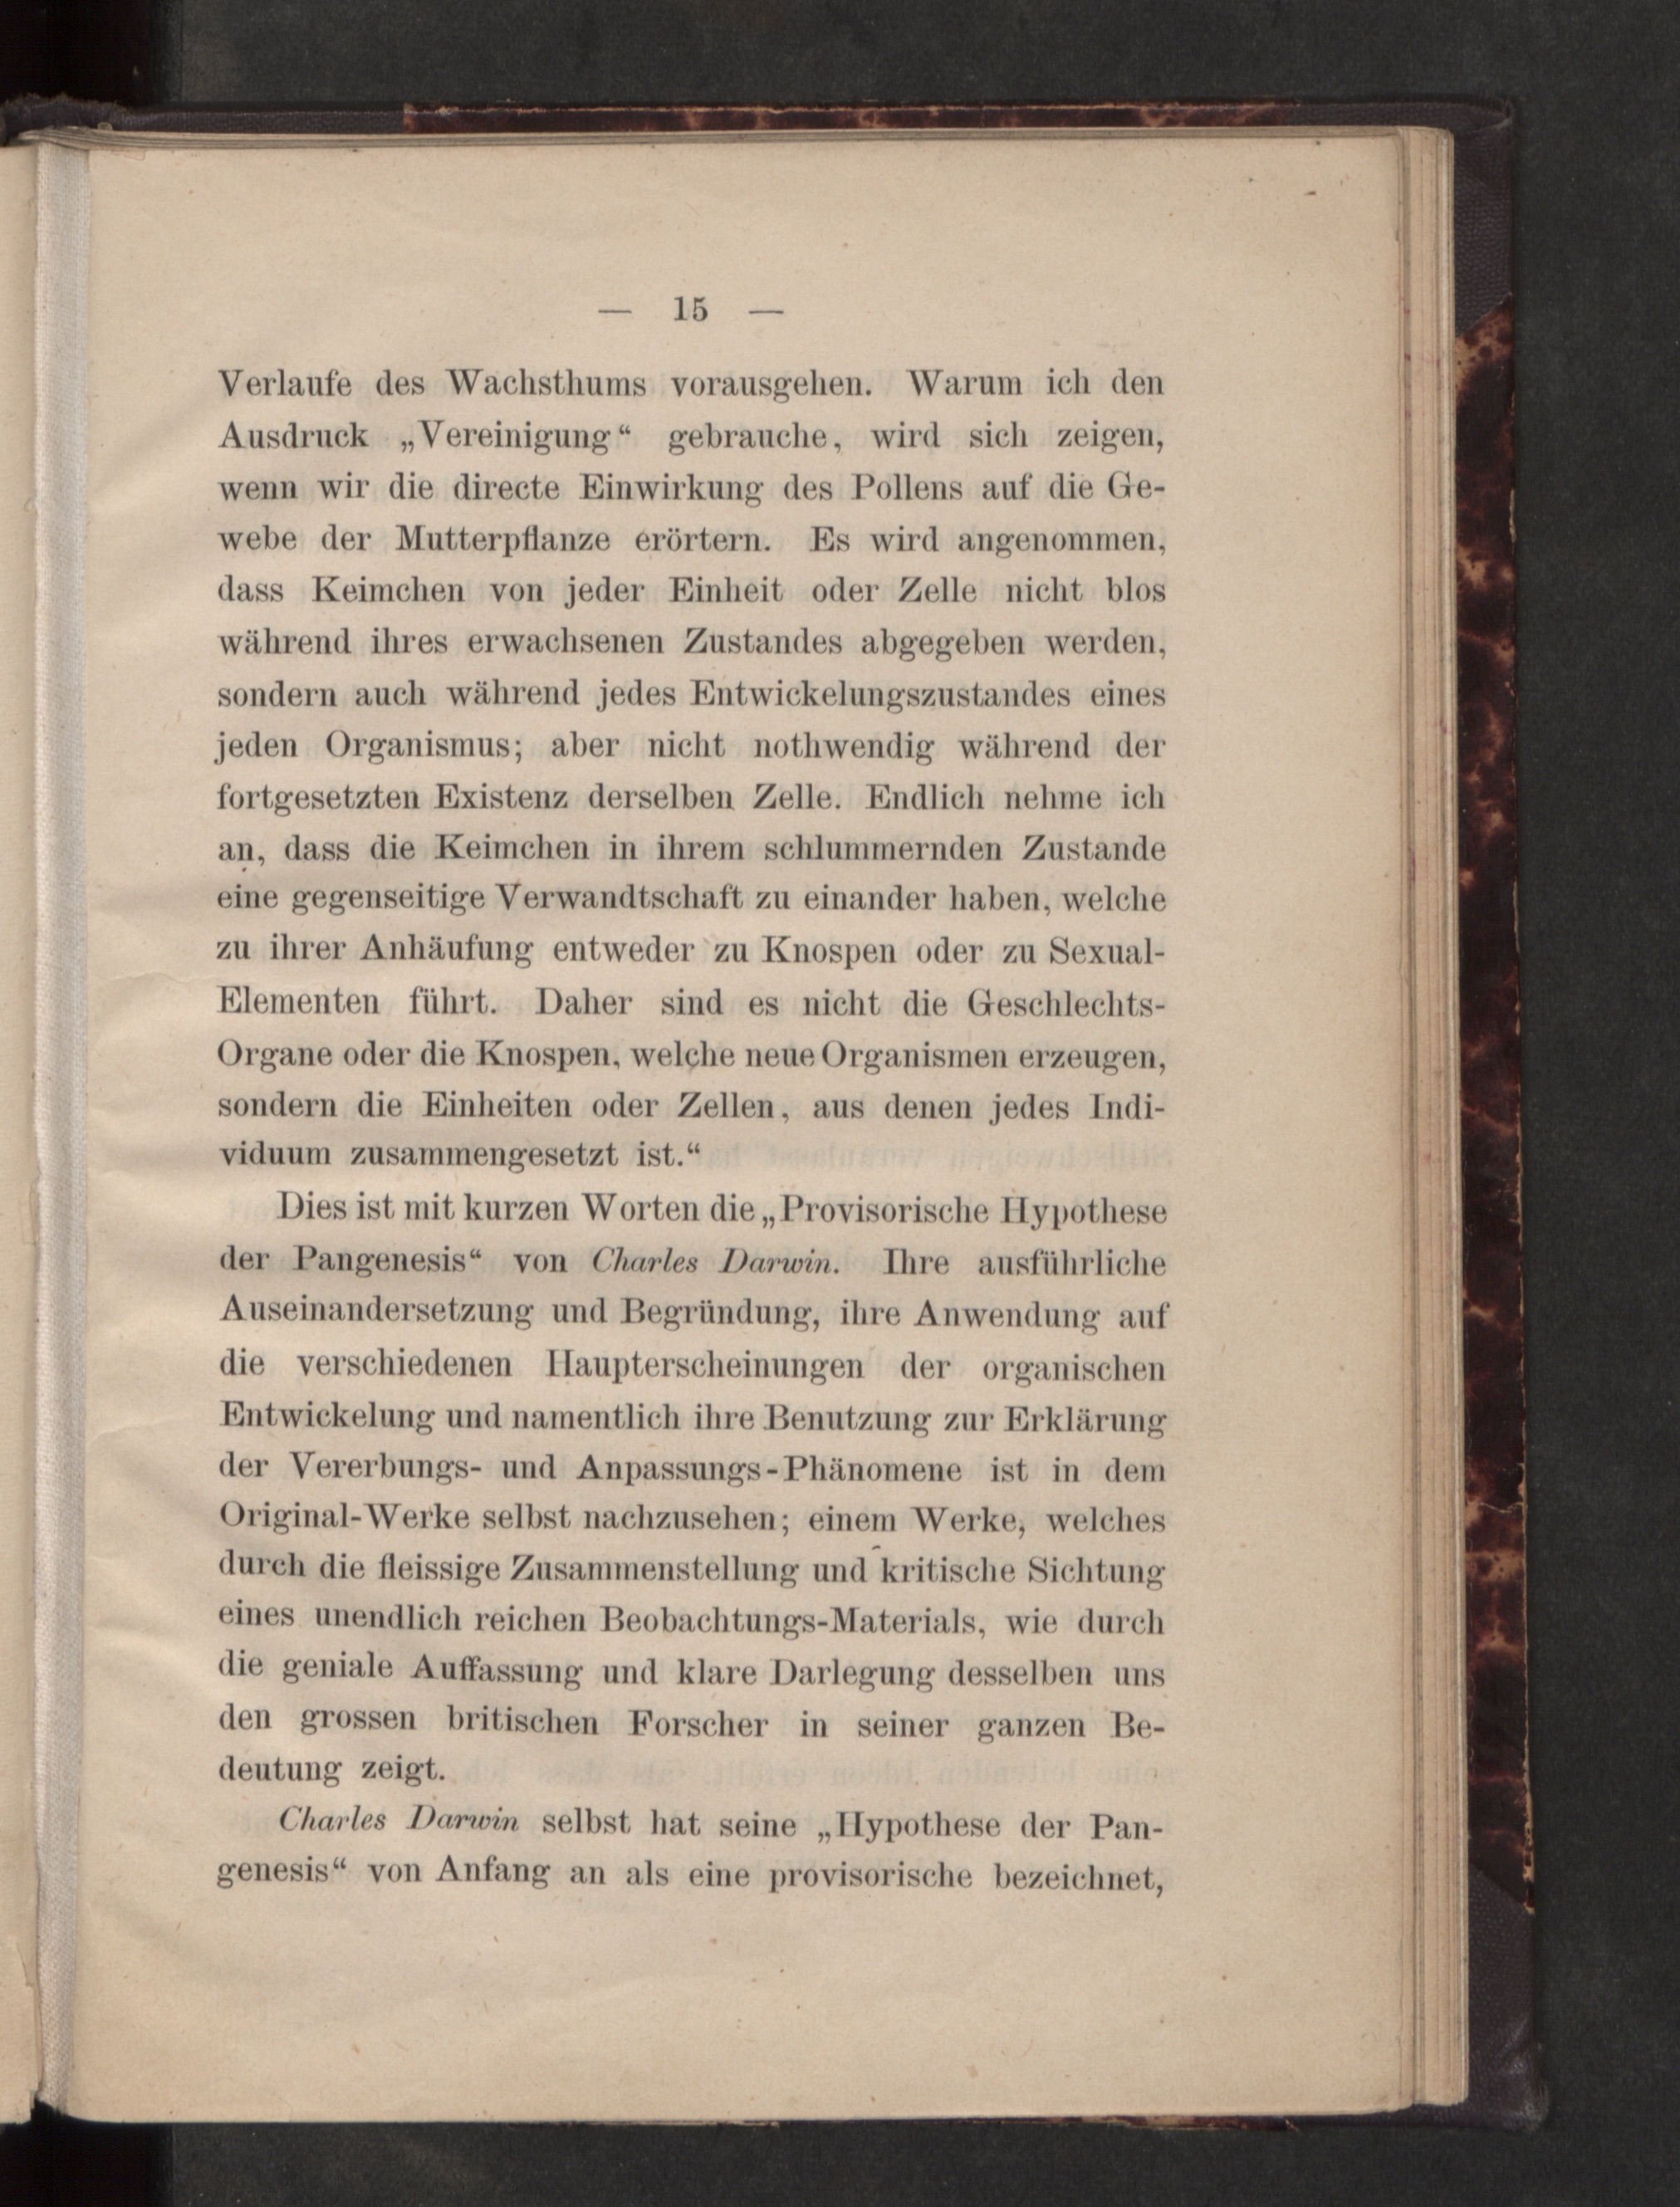 — 15 —
Verlaufe des Wachsthums vorausgehen. Warum ich den
Ausdruck „Vereinigung“ gebrauche, wird sich zeigen,
wenn wir die directe Einwirkung des Pollens auf die Ge-
webe der Mutterpflanze erörtern. Es wird angenommen,
dass Keimchen von jeder Einheit oder Zelle nicht blos
während ihres erwachsenen Zustandes abgegeben werden,
sondern auch während jedes Entwickelungszustandes eines
jeden Organismus; aber nicht nothwendig während der
fortgesetzten Existenz derselben Zelle. Endlich nehme ich
an, dass die Keimchen in ihrem schlummernden Zustande
eine gegenseitige Verwandtschaft zu einander haben, welche
zu ihrer Anhäufung entweder zu Knospen oder zu Sexual-
Elementen führt. Daher sind es nicht die Geschlechts-
Organe oder die Knospen, welche neue Organismen erzeugen,
sondern die Einheiten oder Zellen, aus denen jedes Indi-
viduum zusammengesetzt ist.“
Dies ist mit kurzen Worten die „Provisorische Hypothese
der Pangenesis“ von Charles Darwin. Ihre ausführliche
Auseinandersetzung und Begründung, ihre Anwendung auf
die verschiedenen Haupterscheinungen der organischen
Entwickelung und namentlich ihre Benutzung zur Erklärung
der Vererbungs- und Anpassungs-Phänomene ist in dem
Original-Werke selbst nachzusehen; einem Werke, welches
durch die fleissige Zusammenstellung und kritische Sichtung
eines unendlich reichen Beobachtungs-Materials, wie durch
die geniale Auffassung und klare Darlegung desselben uns
den grossen britischen Forscher in seiner ganzen Be-
deutung zeigt.
Charles Darwin selbst hat seine „Hypothese der Pan-
genesis“ von Anfang an als eine provisorische bezeichnet,